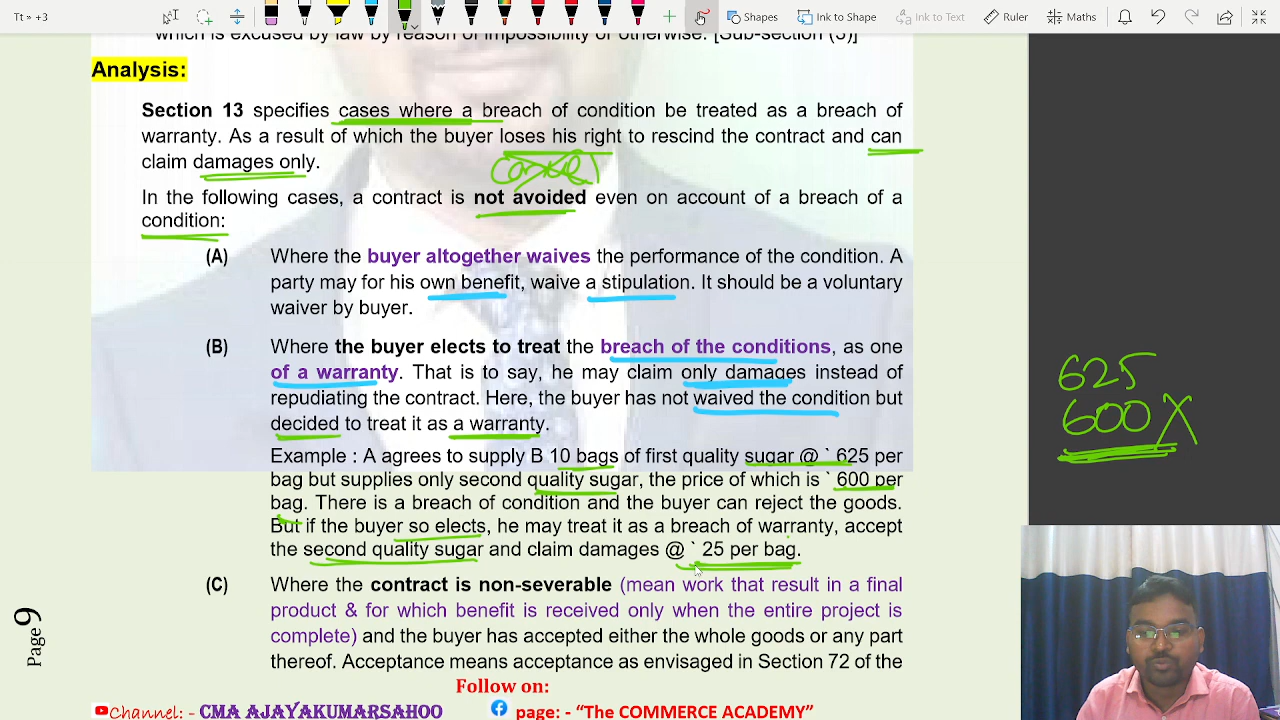 Tt > +3
Shapes
Ink to Shape
Ink to Text
Ruler
Maths
which is excused by law by reason of impossibility or otherwise. [Sub-section (3)]
Analysis:
Section 13 specifies cases where a breach of condition be treated as a breach of
warranty. As a result of which the buyer loses his right to rescind the contract and can
claim damages only.
In the following cases, a contract is not avoided even on account of a breach of a
condition:
(A) Where the buyer altogether waives the performance of the condition. A
party may for his own benefit, waive a stipulation. It should be a voluntary
waiver by buyer.
(B) Where the buyer elects to treat the breach of the conditions, as one
of a warranty. That is to say, he may claim only damages instead of
repudiating the contract. Here, the buyer has not waived the condition but
decided to treat it as a warranty.
Example : A agrees to supply B 10 bags of first quality sugar @ ` 625 per
bag but supplies only second quality sugar, the price of which is ` 600 per
bag. There is a breach of condition and the buyer can reject the goods.
But if the buyer so elects, he may treat it as a breach of warranty, accept
the second quality sugar and claim damages @ ` 25 per bag.
(C) Where the contract is non-severable (mean work that result in a final
product & for which benefit is received only when the entire project is
complete) and the buyer has accepted either the whole goods or any part
thereof. Acceptance means acceptance as envisaged in Section 72 of the
625
600 X
Page 9
Follow on:
Channel: - CMA AJAYAKUMARSAHOO page: - “The COMMERCE ACADEMY”